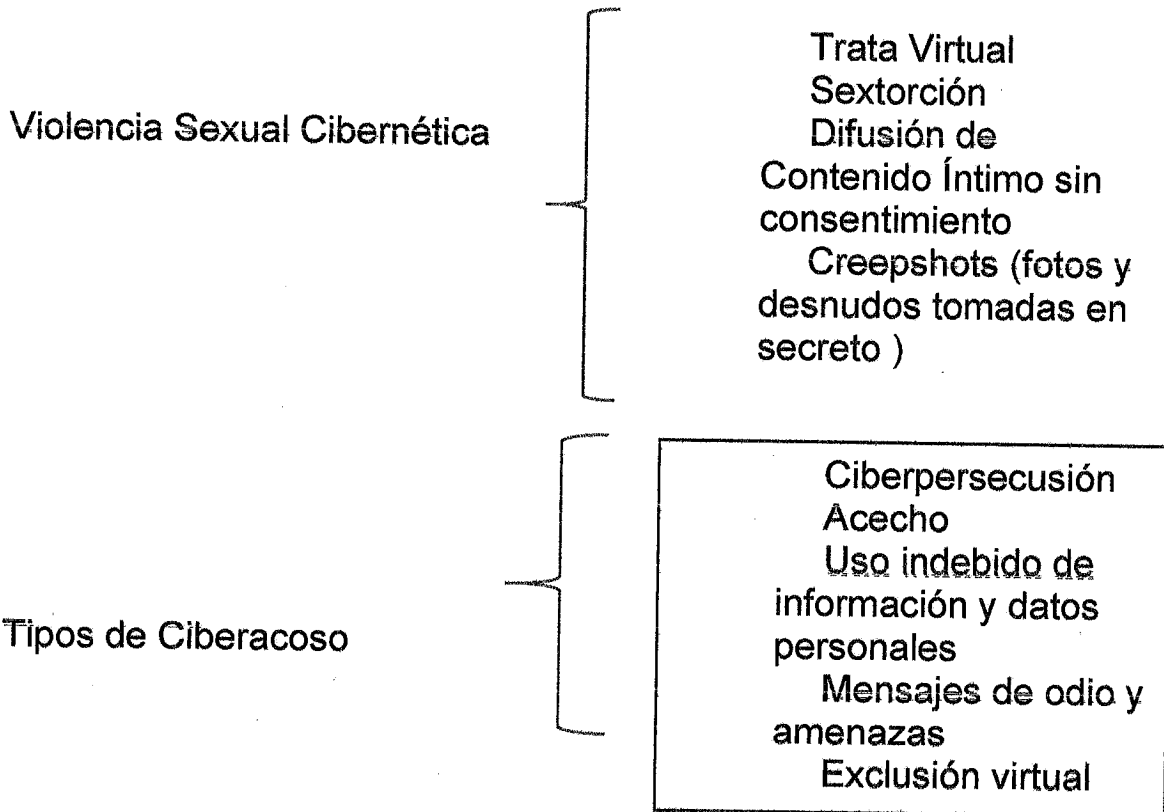 Violencia Sexual Cibernética
Trata Virtual
Sextorción
Difusión de
Contenido Íntimo sin
consentimiento
Creepshots (fotos y
desnudos tomadas en
secreto )
Tipos de Ciberacoso
Ciberpersecusión
Acecho
Uso indebido de
información y datos
personales
Mensajes de odio y
amenazas
Exclusión virtual